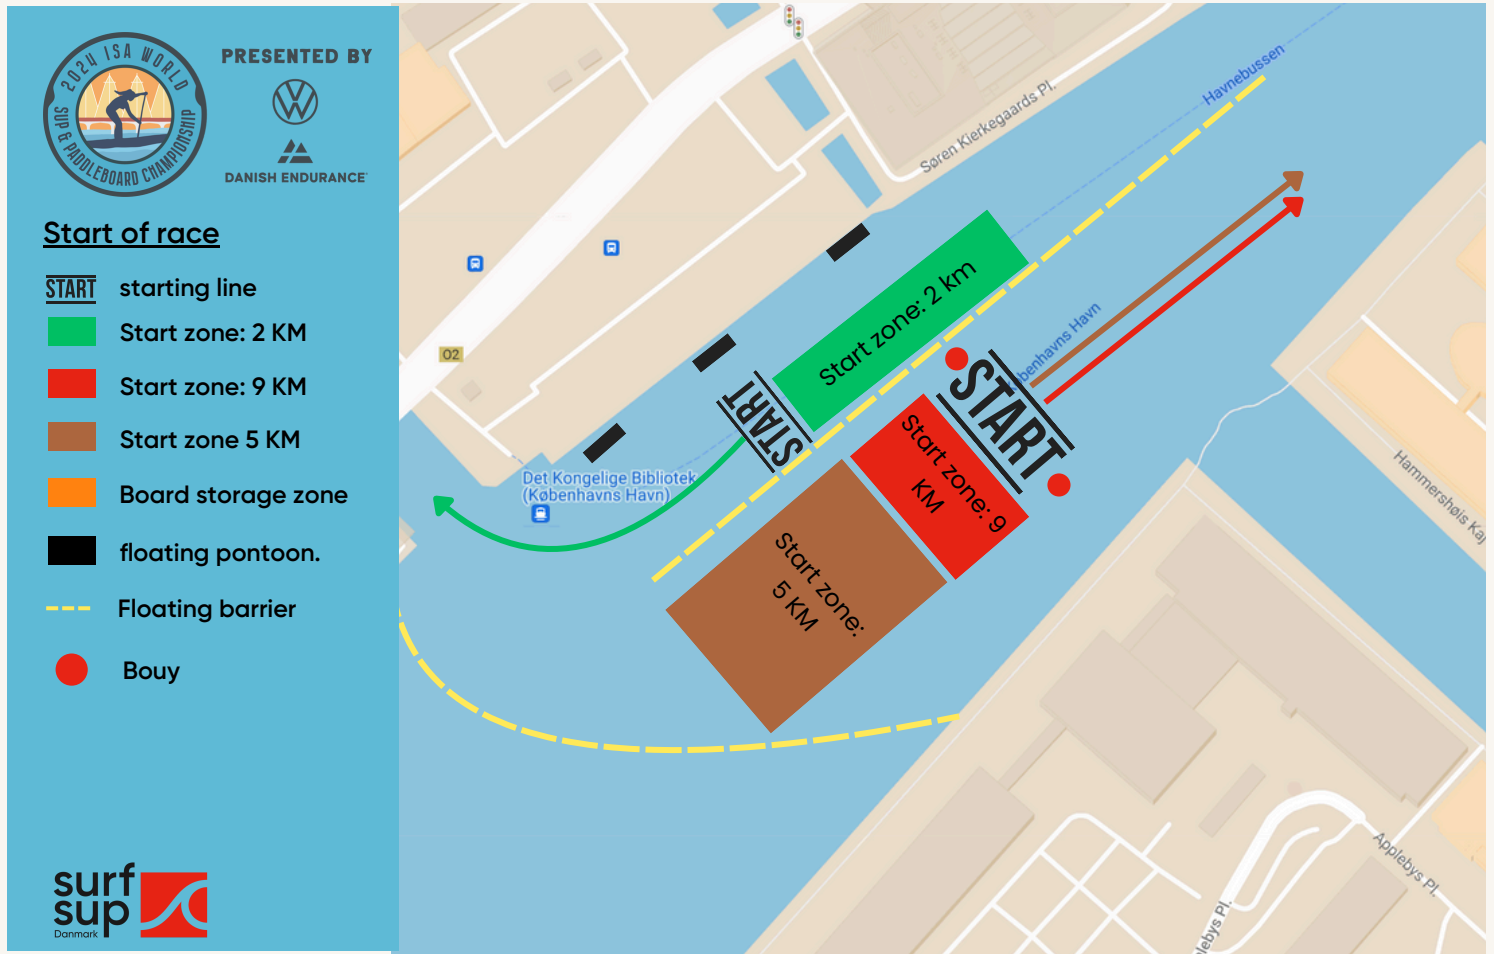 2024 ISA WORLD
SUP & PADDLEBOARD CHAMPIONSHIP
PRESENTED BY
DANISH ENDURANCE
Start of race
START starting line
Start zone: 2 KM
Start zone: 9 KM
Start zone 5 KM
Board storage zone
floating pontoon.
Floating barrier
Bouy
surf
sup
Danmark
Havnebussen
Søren Kierkegaards Pl.
O2
Start zone: 2 km
START
Det Kongelige Bibliotek
(Københavns Havn)
benhavns Havn
START
Start zone: 9
KM
Start zone:
5 KM
Hammershøis Kaj
Applebys Pl.
lebys Pl.